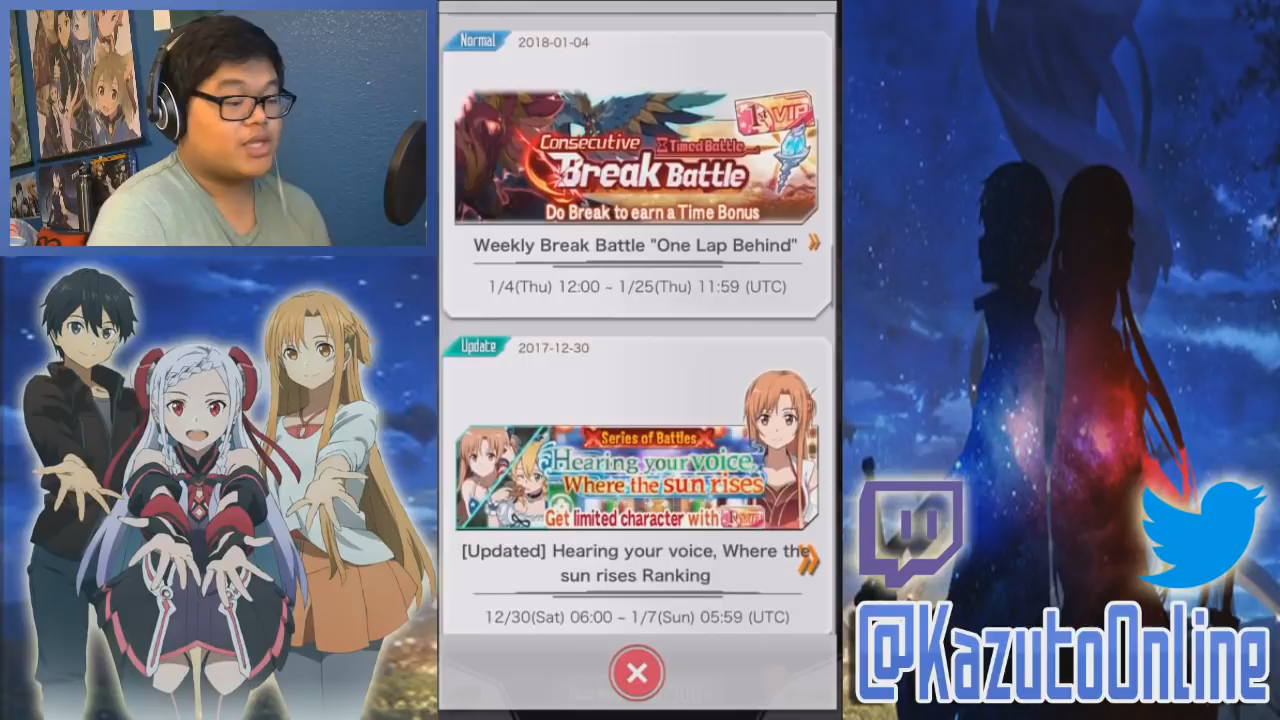 Normal 2018-01-04
VIP
Consecutive Timed Battle
Break Battle
Do Break to earn a Time Bonus
Weekly Break Battle "One Lap Behind"
1/4(Thu) 12:00 ~ 1/25(Thu) 11:59 (UTC)
Update 2017-12-30
Series of Battles
Hearing your voice,
Where the sun rises
Get limited character with
[Updated] Hearing your voice, Where the
sun rises Ranking
12/30(Sat) 06:00 ~ 1/7(Sun) 05:59 (UTC)
@KazutoOnline